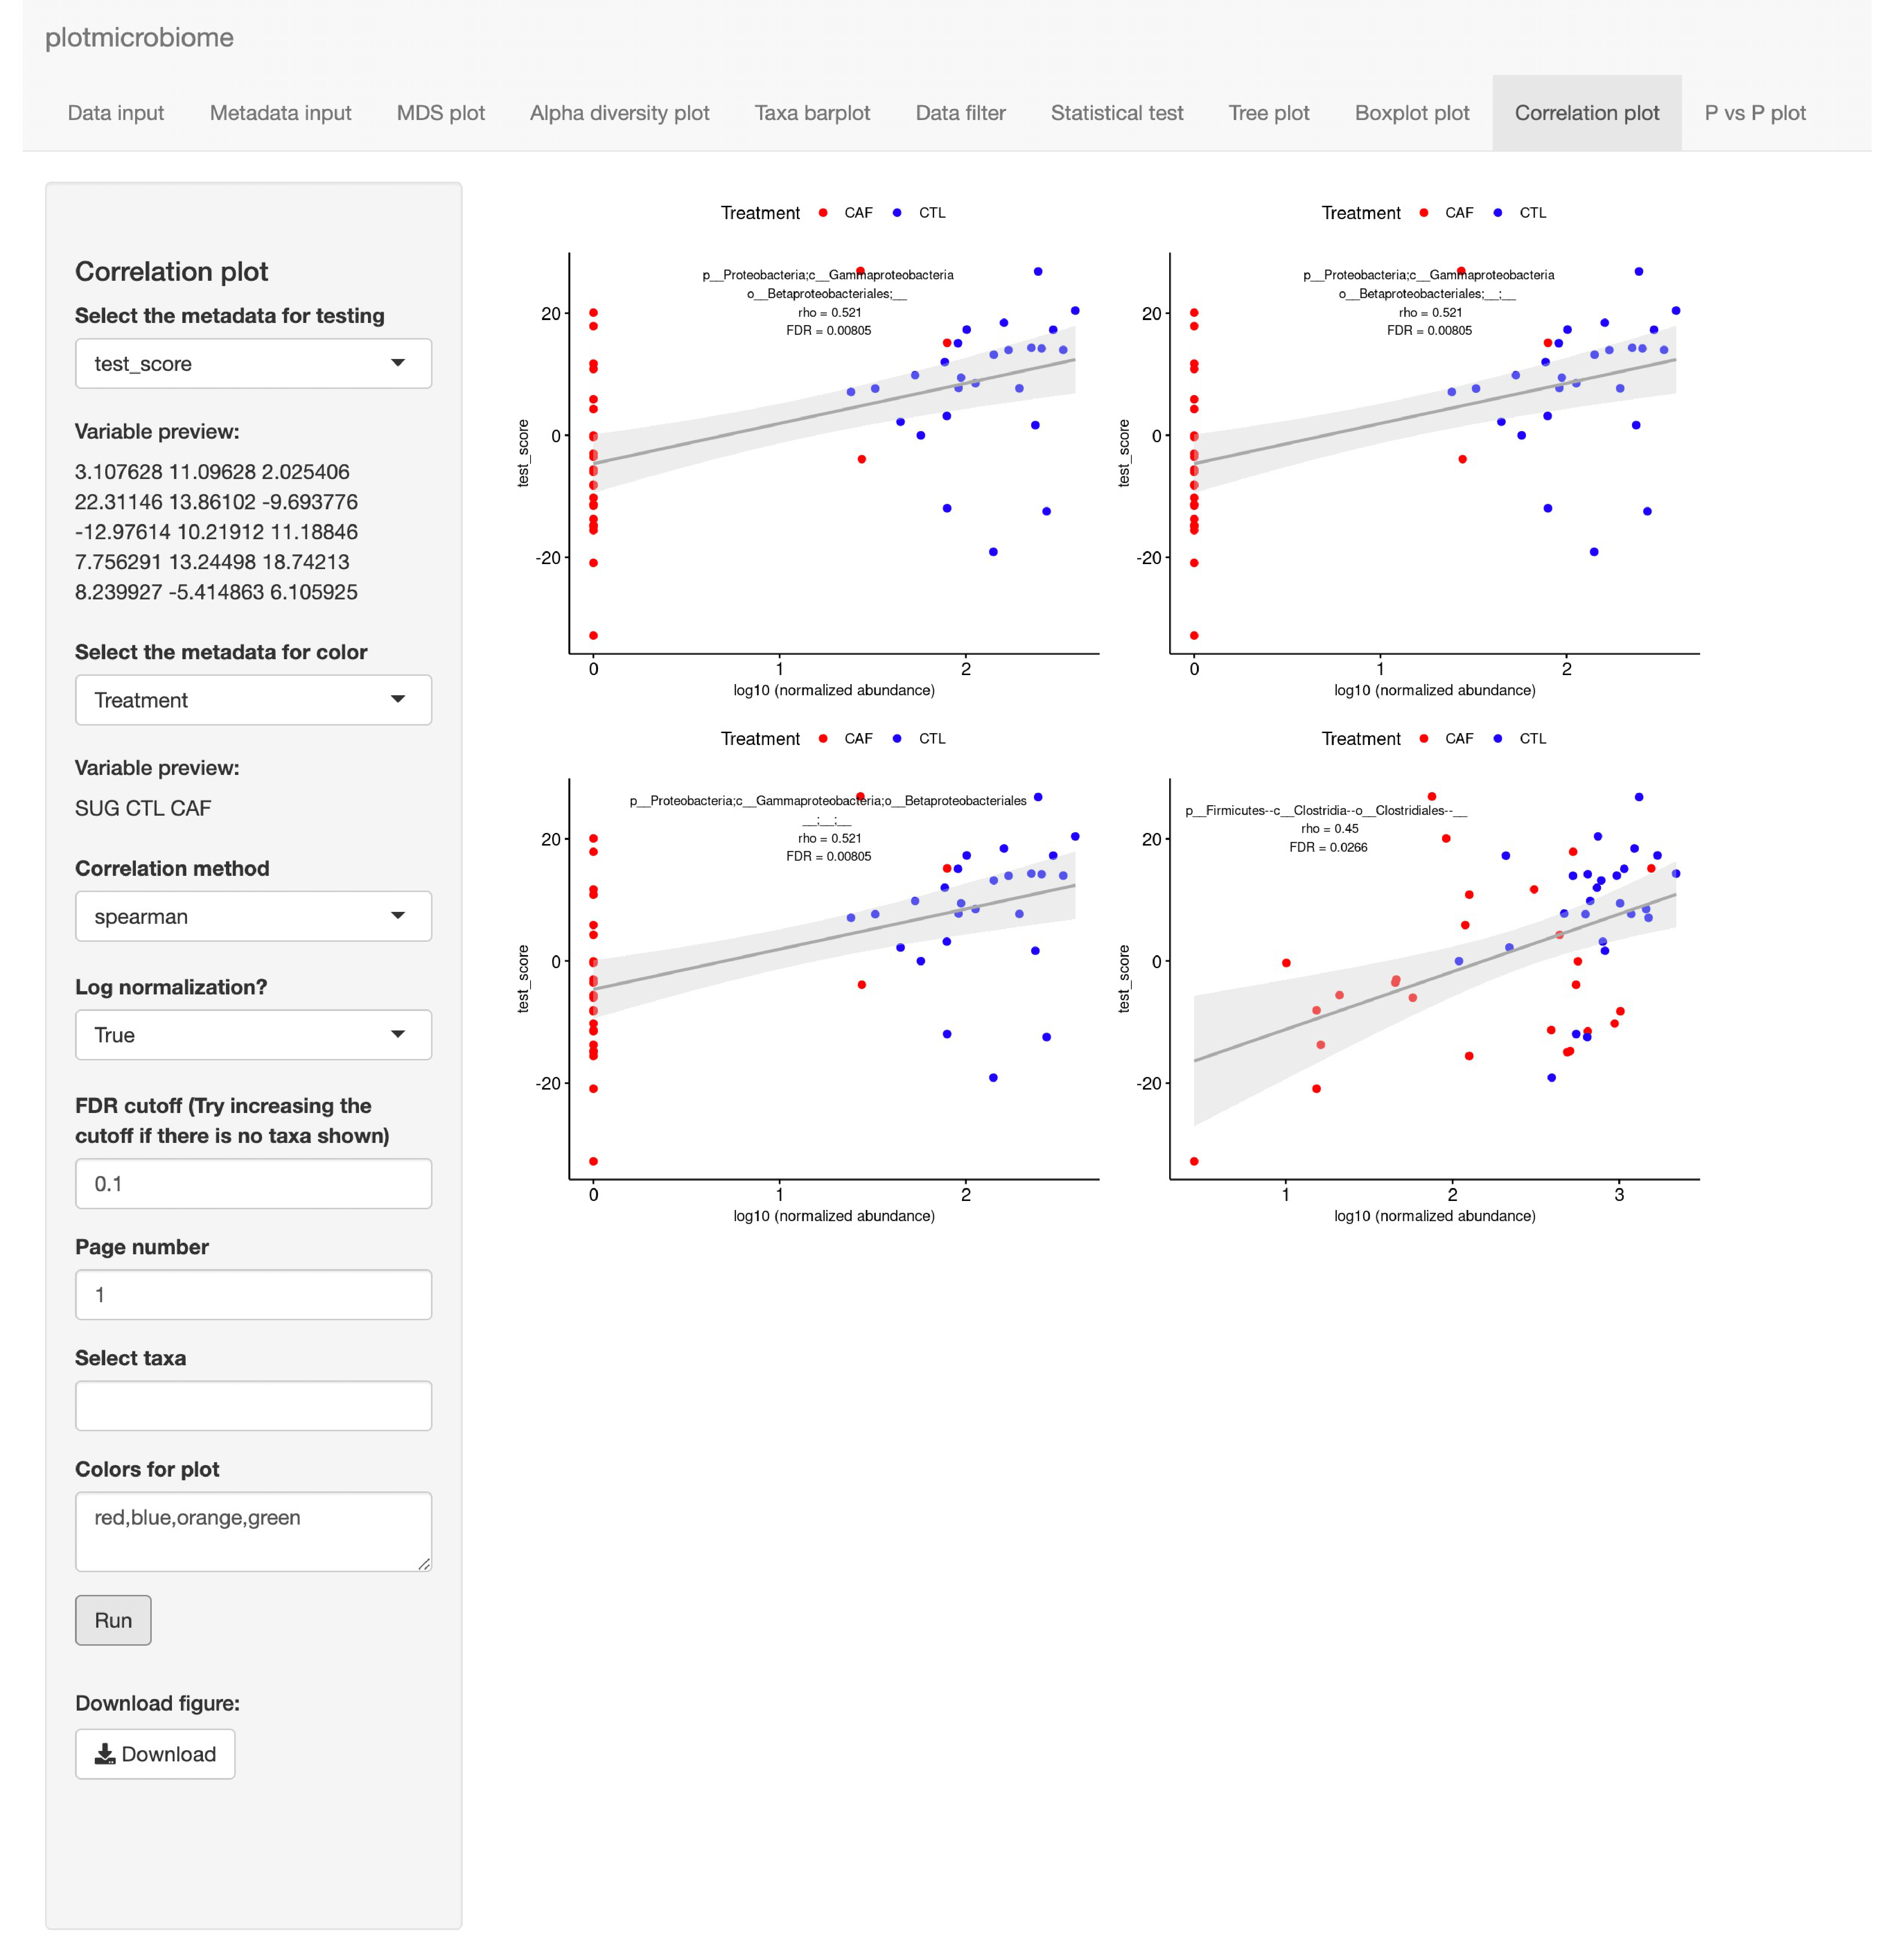 plotmicrobiome
Data input Metadata input MDS plot Alpha diversity plot Taxa barplot Data filter Statistical test Tree plot Boxplot plot Correlation plot P vs P plot
Correlation plot
Select the metadata for testing
test_score
Variable preview:
3.107628 11.09628 2.025406
22.31146 13.86102 -9.693776
-12.97614 10.21912 11.18846
7.756291 13.24498 18.74213
8.239927 -5.414863 6.105925
Select the metadata for color
Treatment
Variable preview:
SUG CTL CAF
Correlation method
spearman
Log normalization?
True
FDR cutoff (Try increasing the
cutoff if there is no taxa shown)
0.1
Page number
1
Select taxa
Colors for plot
red,blue,orange,green
Run
Download figure:
Download
Treatment CAF CTL
p__Proteobacteria;c__Gammaproteobacteria
o__Betaproteobacteriales;__
rho = 0.521
FDR = 0.00805
20
0
-20
test_score
0 1 2
log10 (normalized abundance)
Treatment CAF CTL
p__Proteobacteria;c__Gammaproteobacteria
o__Betaproteobacteriales;__;__
rho = 0.521
FDR = 0.00805
20
0
-20
test_score
0 1 2
log10 (normalized abundance)
Treatment CAF CTL
p__Proteobacteria;c__Gammaproteobacteria;o__Betaproteobacteriales
__;__;__
rho = 0.521
FDR = 0.00805
20
0
-20
test_score
0 1 2
log10 (normalized abundance)
Treatment CAF CTL
p__Firmicutes--c__Clostridia--o__Clostridiales--__
rho = 0.45
FDR = 0.0266
20
0
-20
test_score
1 2 3
log10 (normalized abundance)